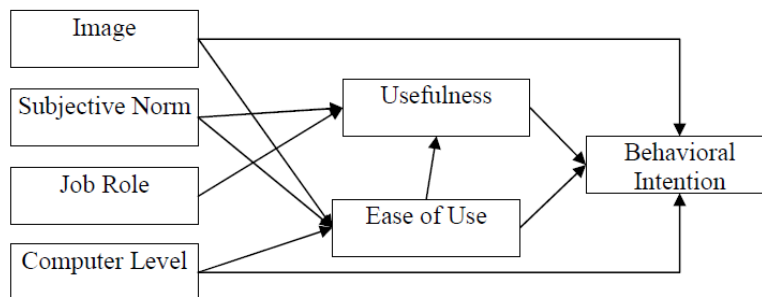 Image
Subjective Norm
Job Role
Computer Level
Usefulness
Ease of Use
Behavioral
Intention